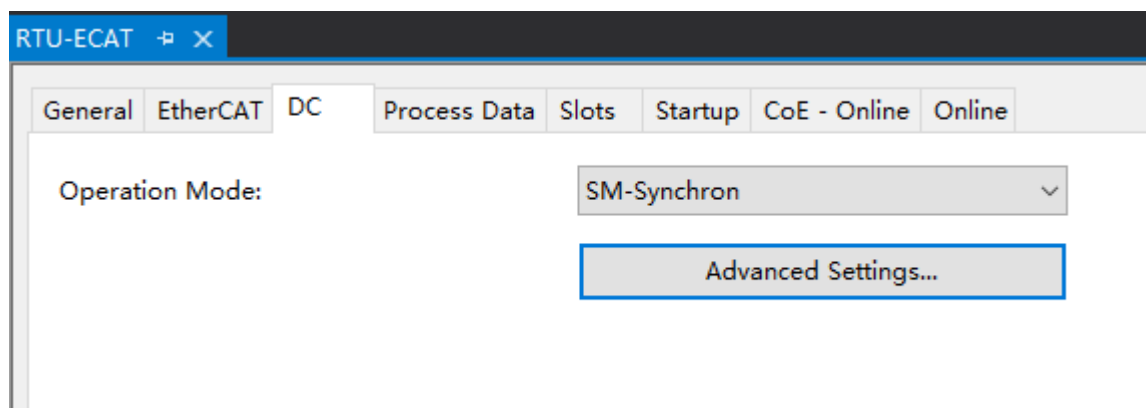 RTU-ECAT
General EtherCAT DC Process Data Slots Startup CoE - Online Online
Operation Mode: SM-Synchron
Advanced Settings...